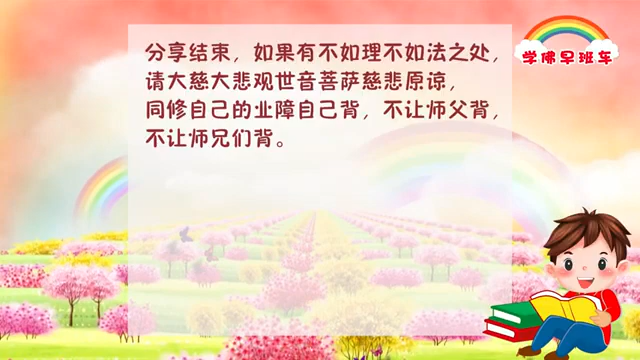 学佛早班车
分享结束，如果有不如理不如法之处，
请大慈大悲观世音菩萨慈悲原谅，
同修自己的业障自己背，不让师父背，
不让师兄们背。